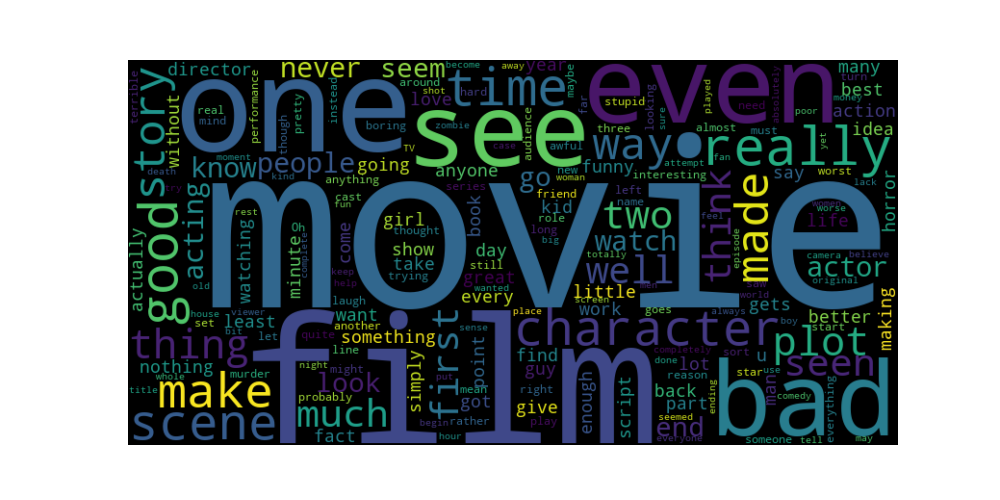 movie
film
one
even
see
bad
good
really
character
time
way
story
make
made
scene
thing
much
plot
well
think
seen
first
two
people
look
know
acting
watch
go
never
seem
end
actor
director
year
many
best
action
idea
say
life
horror
making
better
gets
love
going
anyone
funny
kid
little
work
find
guy
give
got
point
simply
something
want
another
least
nothing
fact
line
probably
minute
watching
actually
without
performance
real
mind
pretty
though
instead
boring
around
shot
hard
become
away
maybe
zombie
TV
audience
case
awful
new
woman
far
stupid
three
looking
sure
played
need
absolutely
poor
money
turn
almost
must
yet
fan
attempt
interesting
worst
lack
women
worse
feel
left
name
friend
role
long
big
series
book
girl
thought
show
take
trying
day
still
great
wanted
every
cast
fun
anything
come
moment
kind
death
try
old
rest
complete
keep
help
laugh
house
set
viewer
bit
let
murder
whole
title
night
might
quite
place
sense
put
mean
rather
right
begin
hour
play
enough
script
lot
reason
back
part
seemed
everyone
done
completely
sort
star
use
u
man
boy
start
always
goes
screen
men
totally
episode
saw
world
camera
believe
original
comedy
ending
everything
someone
tell
may
terrible